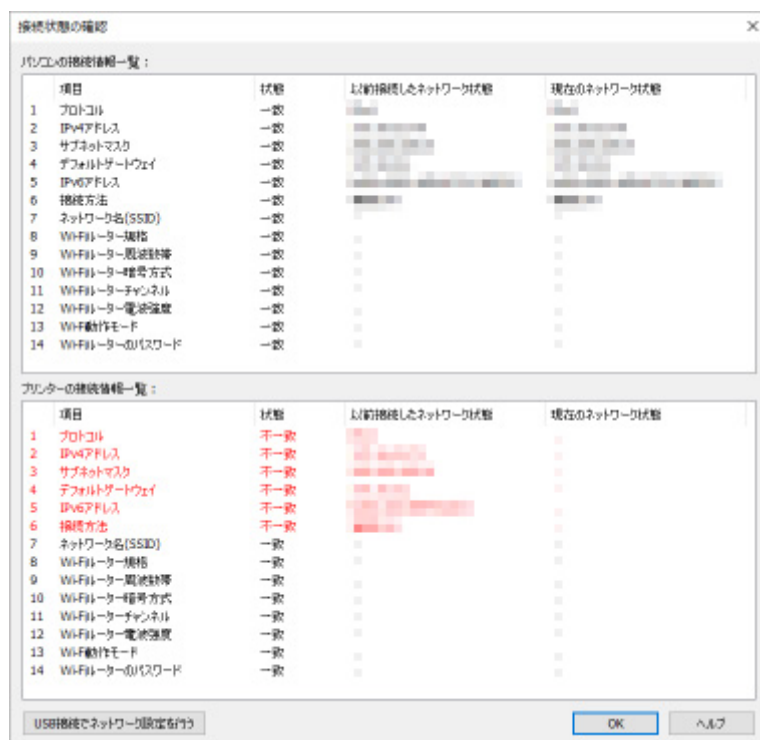 接続状態の確認
パソコンの接続情報一覧：
項目 状態 以前接続したネットワーク状態 現在のネットワーク状態
1 プロトコル 一致
2 IPv4アドレス 一致
3 サブネットマスク 一致
4 デフォルトゲートウェイ 一致
5 IPv6アドレス 一致
6 接続方法 一致
7 ネットワーク名(SSID) 一致
8 Wi-Fiルーター規格 一致
9 Wi-Fiルーター周波数帯 一致
10 Wi-Fiルーター暗号方式 一致
11 Wi-Fiルーターチャンネル 一致
12 Wi-Fiルーター電波強度 一致
13 Wi-Fi動作モード 一致
14 Wi-Fiルーターのパスワード 一致
プリンターの接続情報一覧：
項目 状態 以前接続したネットワーク状態 現在のネットワーク状態
1 プロトコル 不一致
2 IPv4アドレス 不一致
3 サブネットマスク 不一致
4 デフォルトゲートウェイ 不一致
5 IPv6アドレス 不一致
6 接続方法 不一致
7 ネットワーク名(SSID) 一致
8 Wi-Fiルーター規格 一致
9 Wi-Fiルーター周波数帯 一致
10 Wi-Fiルーター暗号方式 一致
11 Wi-Fiルーターチャンネル 一致
12 Wi-Fiルーター電波強度 一致
13 Wi-Fi動作モード 一致
14 Wi-Fiルーターのパスワード 一致
USB接続でネットワーク設定を行う OK ヘルプ